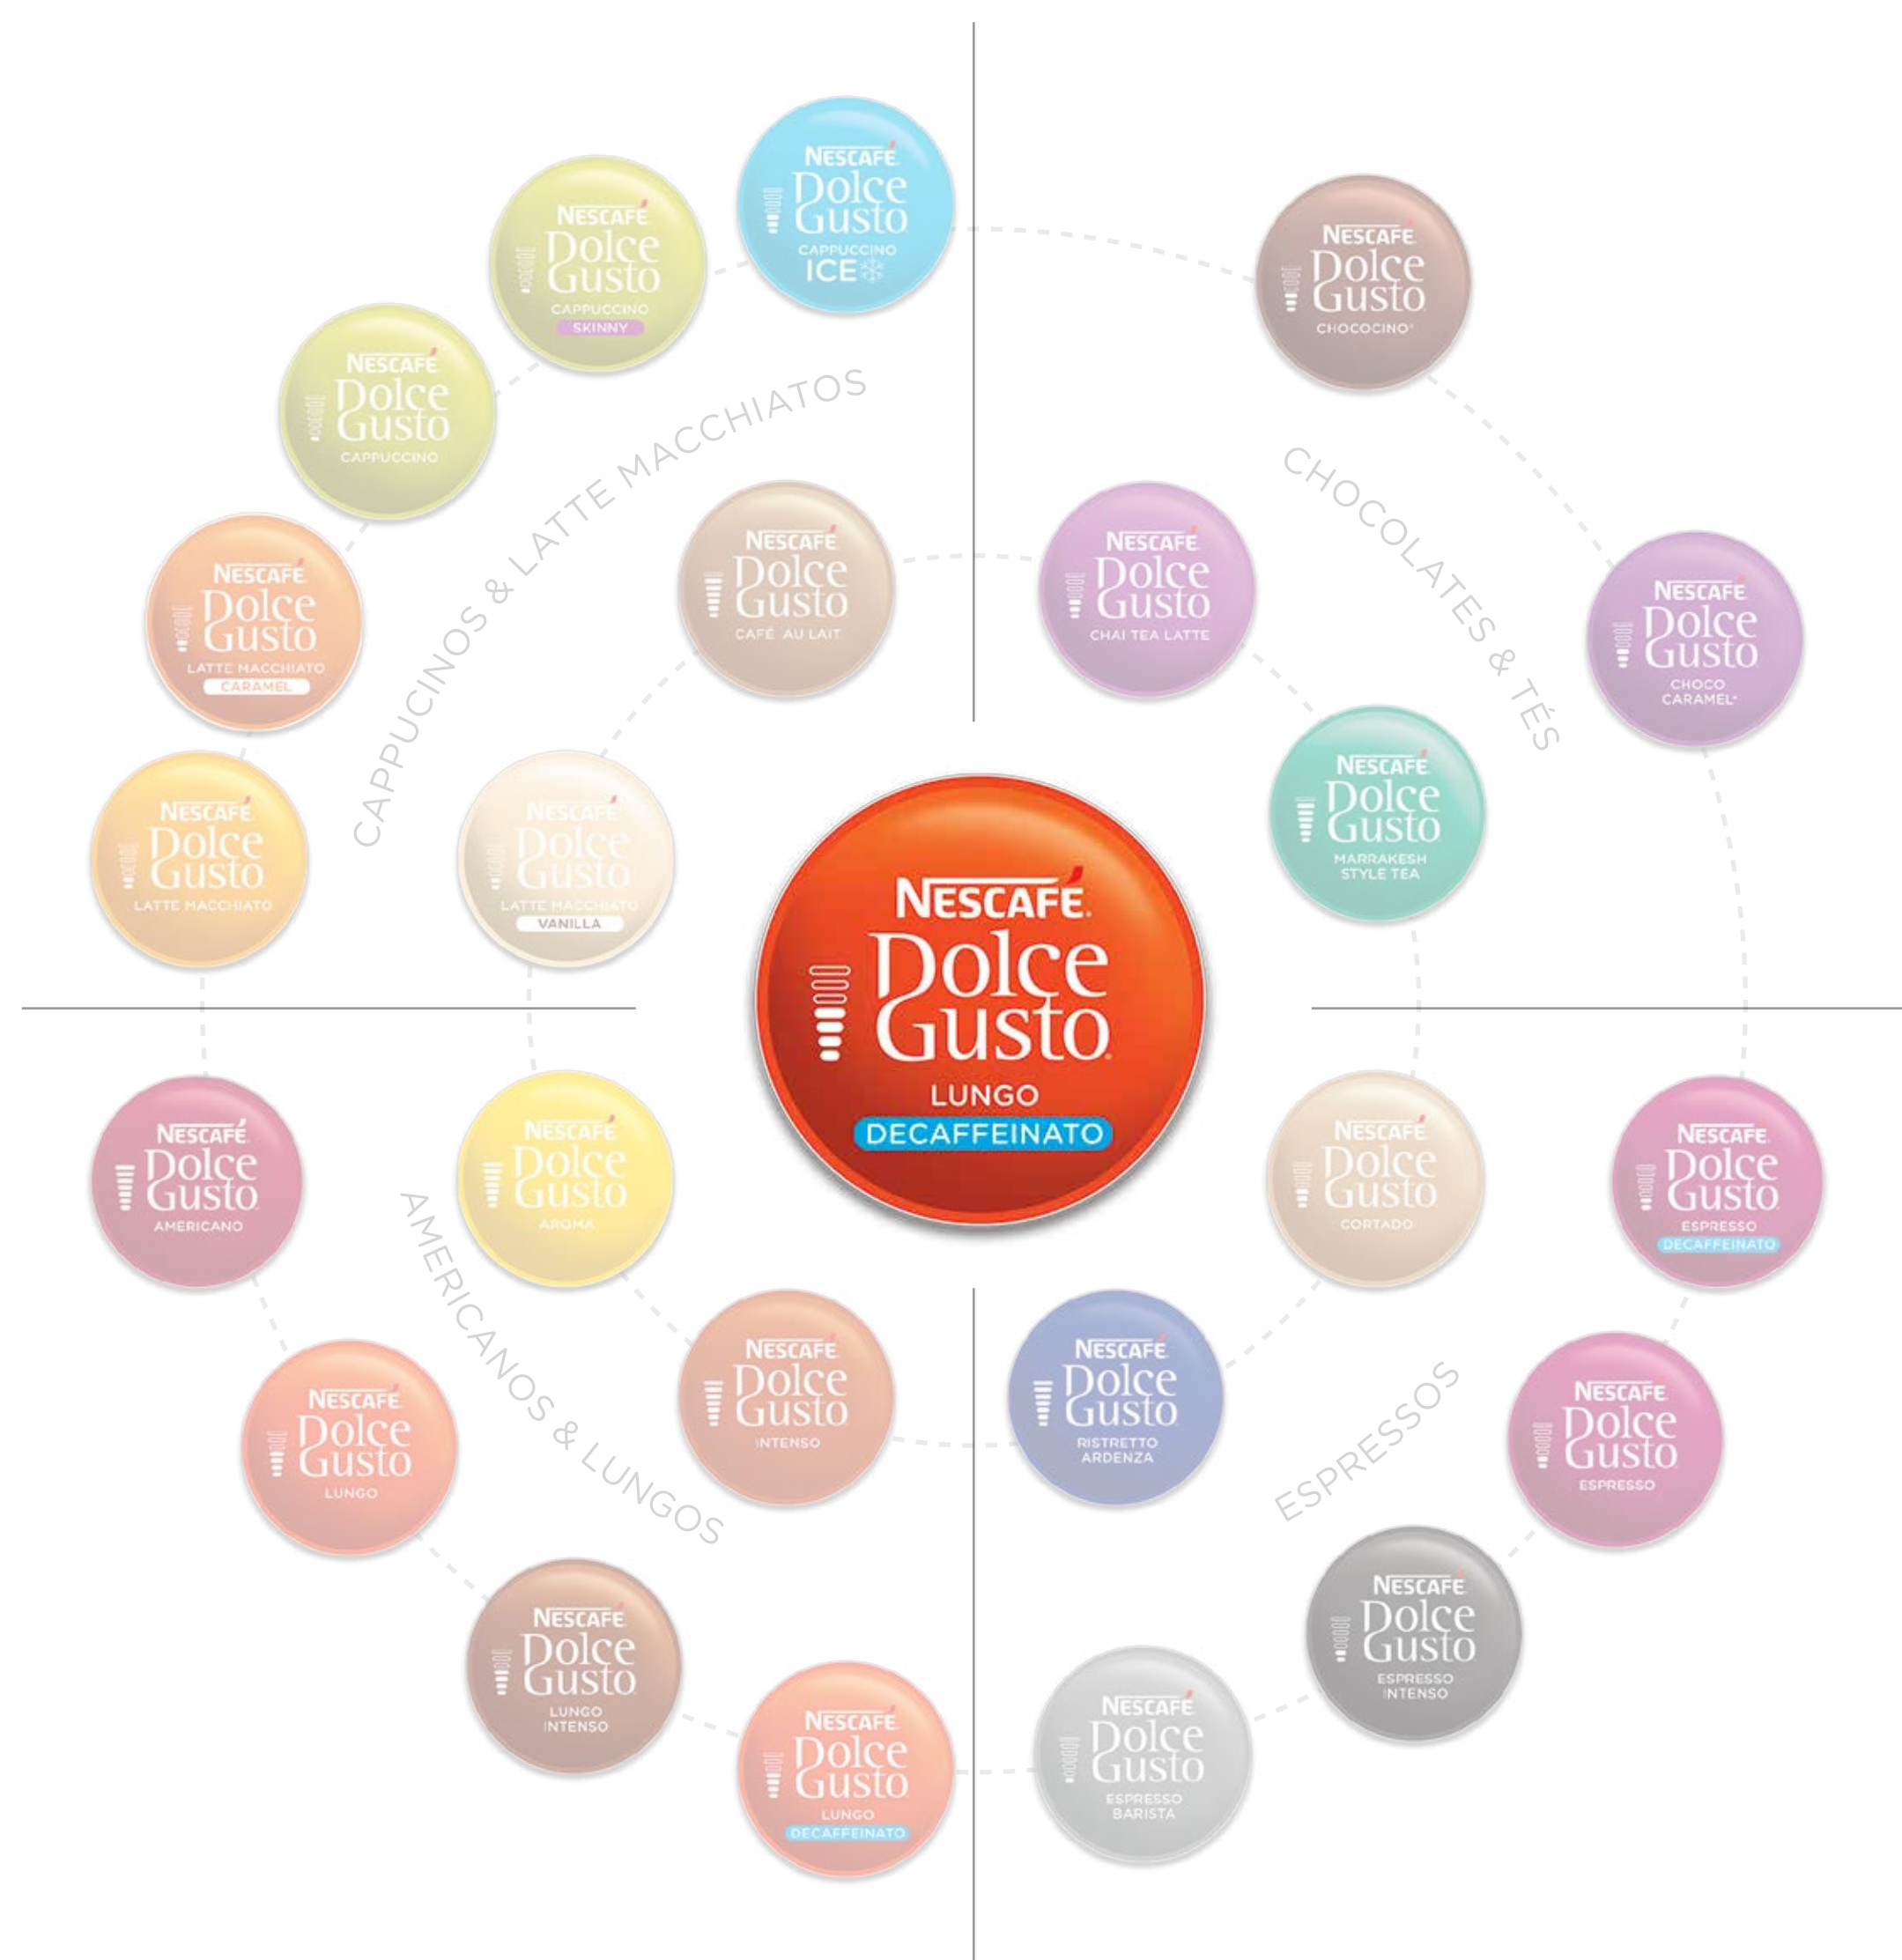 CAPPUCINOS & LATTE MACCHIATOS
NESCAFÉ
Dolce
Gusto
CAPPUCCINO
ICE
NESCAFÉ
Dolce
Gusto
CAPPUCCINO
SKINNY
NESCAFÉ
Dolce
Gusto
CAPPUCCINO
NESCAFÉ
Dolce
Gusto
LATTE MACCHIATO
CARAMEL
NESCAFÉ
Dolce
Gusto
LATTE MACCHIATO
NESCAFÉ
Dolce
Gusto
CAFÉ AU LAIT
NESCAFÉ
Dolce
Gusto
LATTE MACCHIATO
VANILLA
CHOCOLATES & TÉS
NESCAFÉ
Dolce
Gusto
CHOCOCINO*
NESCAFÉ
Dolce
Gusto
CHAI TEA LATTE
NESCAFÉ
Dolce
Gusto
CHOCO
CARAMEL*
NESCAFÉ
Dolce
Gusto
MARRAKESH
STYLE TEA
NESCAFÉ®
Dolce
Gusto®
LUNGO
DECAFFEINATO
AMERICANOS & LUNGOS
NESCAFÉ
Dolce
Gusto
AMERICANO
NESCAFÉ
Dolce
Gusto
AROMA
NESCAFÉ
Dolce
Gusto
INTENSO
NESCAFÉ
Dolce
Gusto
LUNGO
NESCAFÉ
Dolce
Gusto
LUNGO
INTENSO
NESCAFÉ
Dolce
Gusto
LUNGO
DECAFFEINATO
ESPRESSOS
NESCAFÉ
Dolce
Gusto
CORTADO
NESCAFÉ
Dolce
Gusto
ESPRESSO
DECAFFEINATO
NESCAFÉ
Dolce
Gusto
RISTRETTO
ARDENZA
NESCAFÉ
Dolce
Gusto
ESPRESSO
NESCAFÉ
Dolce
Gusto
ESPRESSO
INTENSO
NESCAFÉ
Dolce
Gusto
ESPRESSO
BARISTA